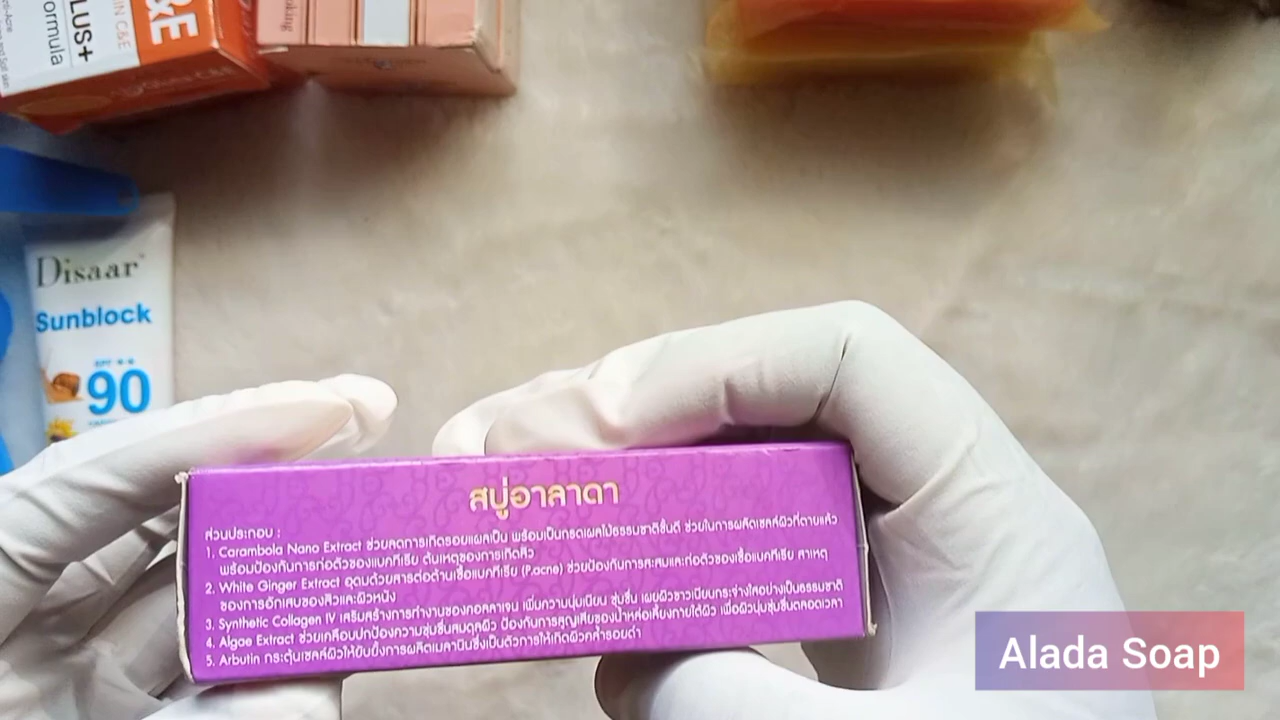 &E
IN C&E
LUS+
ormula
Disaar
Sunblock
90
สบู่อาลาดา
ส่วนประกอบ :
1. Carambola Nano Extract ช่วยลดการเกิดรอยแผลเป็น พร้อมเป็นกรดผลไม้ธรรมชาติชั้นดี ช่วยในการผลัดเซลล์ผิวที่ตายแล้ว
พร้อมป้องกันการก่อตัวของแบคทีเรีย ต้นเหตุของการเกิดสิว
2. White Ginger Extract อุดมด้วยสารต่อต้านเชื้อแบคทีเรีย (P.acne) ช่วยป้องกันการสะสมและก่อตัวของเชื้อแบคทีเรีย สาเหตุ
ของการอักเสบของสิวและผิวหนัง
3. Synthetic Collagen IV เสริมสร้างการทำงานของคอลลาเจน เพิ่มความนุ่มเนียน ชุ่มชื่น เผยผิวขาวเนียนกระจ่างใสอย่างเป็นธรรมชาติ
4. Algae Extract ช่วยเคลือบปกป้องความชุ่มชื่นสมดุลผิว ป้องกันการสูญเสียของน้ำหล่อเลี้ยงภายใต้ผิว เพื่อผิวนุ่มชุ่มชื่นตลอดเวลา
5. Arbutin กระตุ้นเซลล์ผิวให้ยับยั้งการผลิตเมลานินซึ่งเป็นตัวการให้เกิดผิวคล้ำรอยดำ
Alada Soap